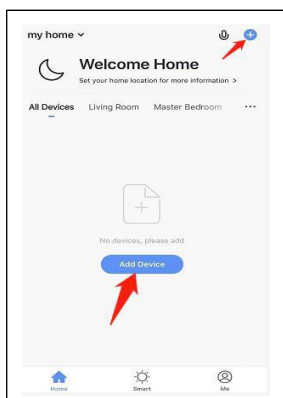 my home
Welcome Home
Set your home location for more information >
All Devices Living Room Master Bedroom ...
No devices, please add
Add Device
Home Smart Me